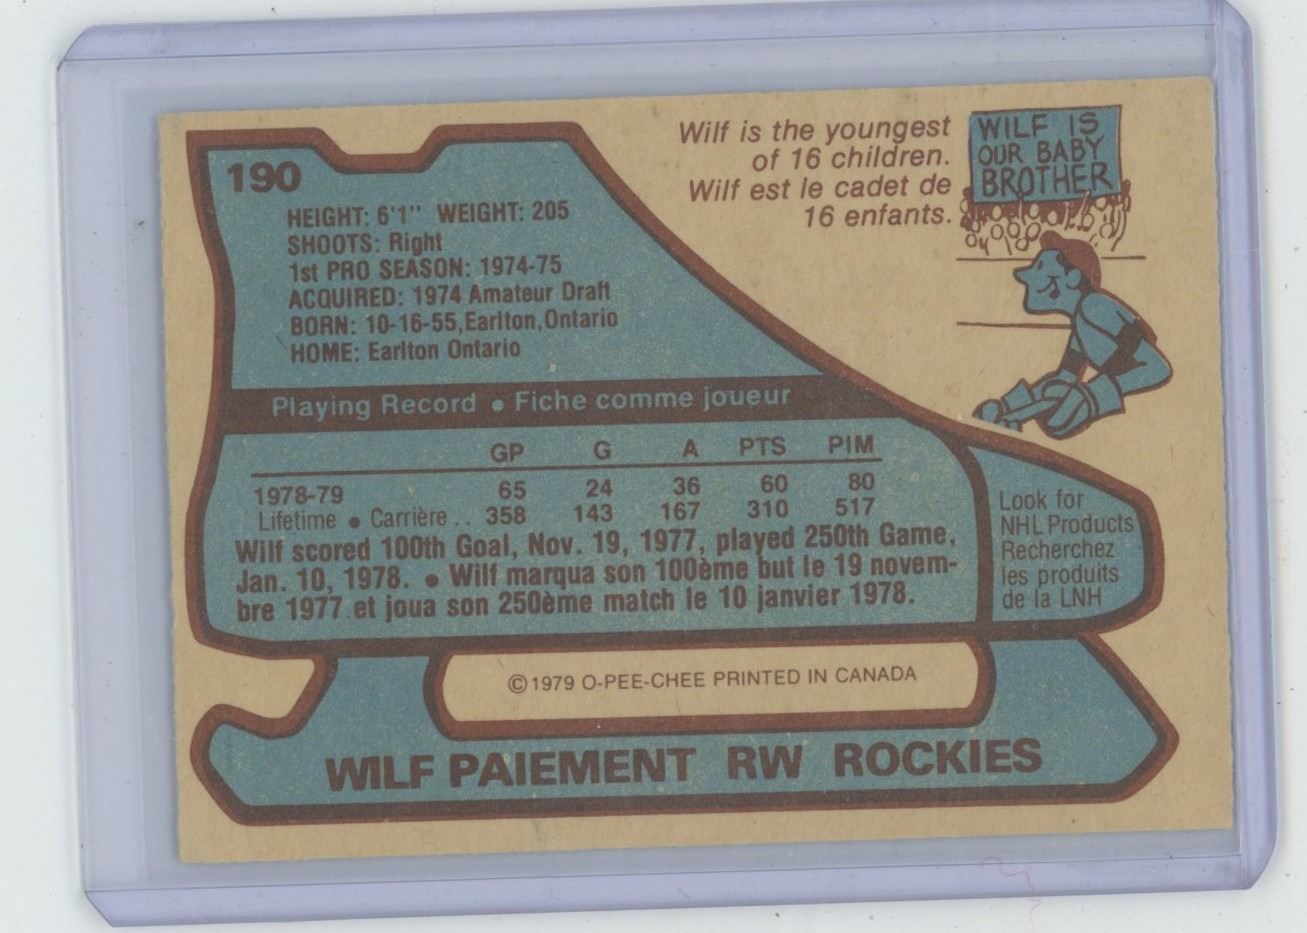 190
HEIGHT: 6'1" WEIGHT: 205
SHOOTS: Right
1st PRO SEASON: 1974-75
ACQUIRED: 1974 Amateur Draft
BORN: 10-16-55,Earlton,Ontario
HOME: Earlton Ontario
Wilf is the youngest
of 16 children.
Wilf est le cadet de
16 enfants.
WILF IS
OUR BABY
BROTHER
Playing Record • Fiche comme joueur
GP G A PTS PIM
1978-79 65 24 36 60 80
Lifetime • Carrière .. 358 143 167 310 517
Wilf scored 100th Goal, Nov. 19, 1977, played 250th Game,
Jan. 10, 1978. • Wilf marqua son 100ème but le 19 novem-
bre 1977 et joua son 250ème match le 10 janvier 1978.
Look for
NHL Products
Recherchez
les produits
de la LNH
©1979 O-PEE-CHEE PRINTED IN CANADA
WILF PAIEMENT RW ROCKIES